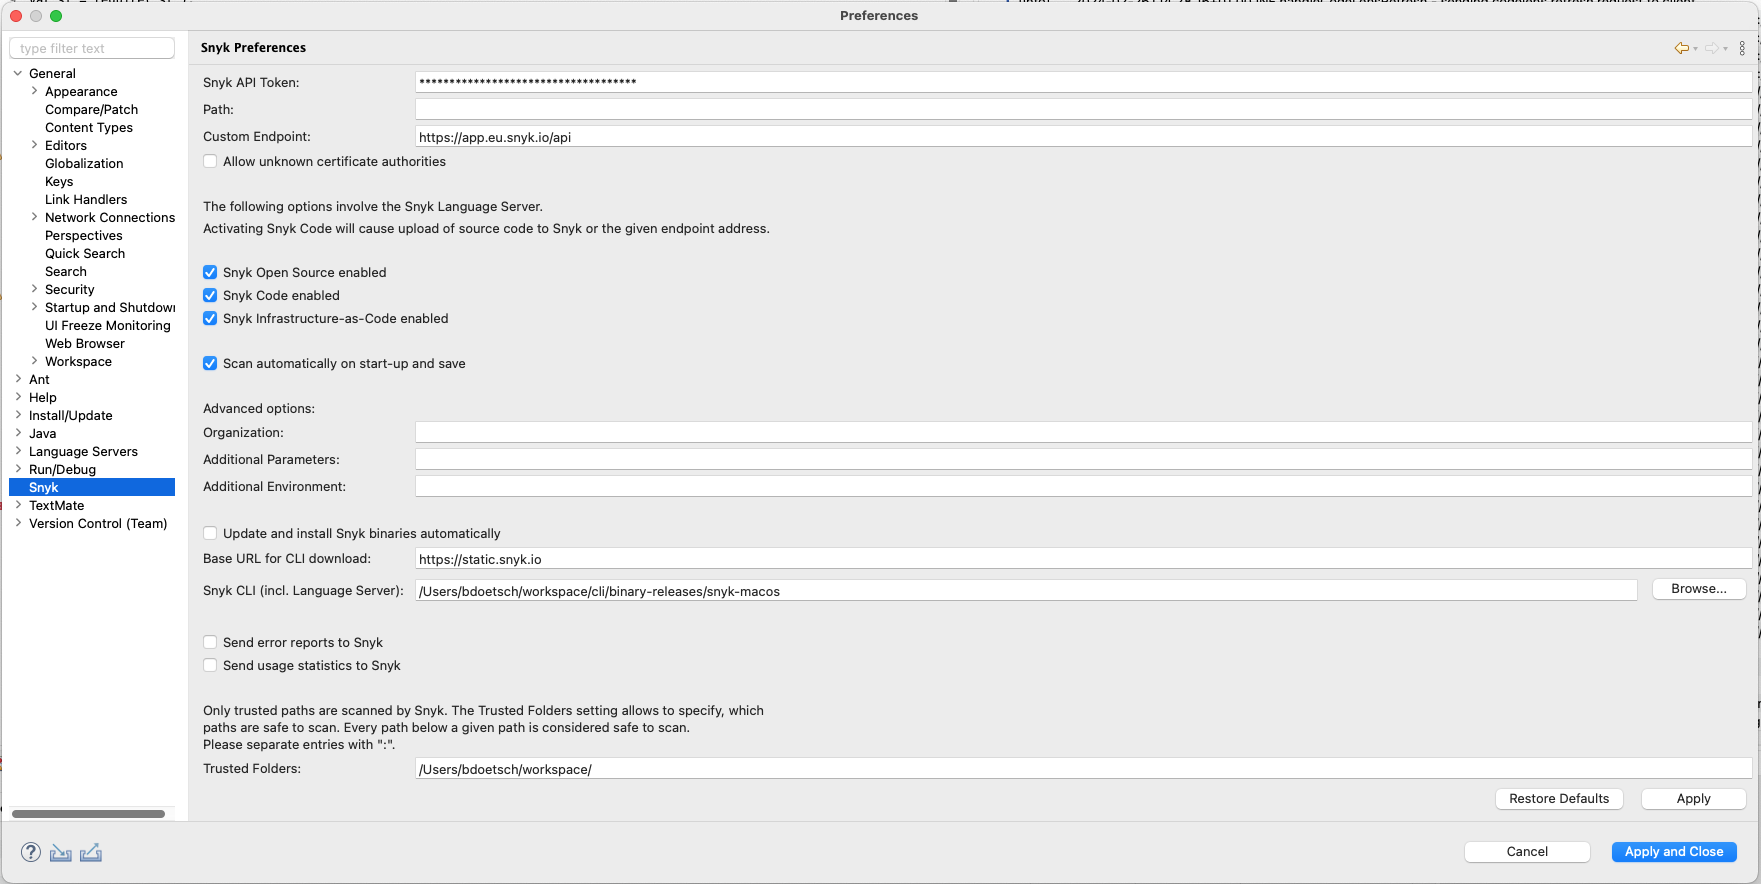 Preferences
type filter text
Snyk Preferences
General
Appearance
Compare/Patch
Content Types
Editors
Globalization
Keys
Link Handlers
Network Connections
Perspectives
Quick Search
Search
Security
Startup and Shutdown
UI Freeze Monitoring
Web Browser
Workspace
Ant
Help
Install/Update
Java
Language Servers
Run/Debug
Snyk
TextMate
Version Control (Team)
Snyk API Token: ************************************
Path:
Custom Endpoint: https://app.eu.snyk.io/api
Allow unknown certificate authorities
The following options involve the Snyk Language Server.
Activating Snyk Code will cause upload of source code to Snyk or the given endpoint address.
Snyk Open Source enabled
Snyk Code enabled
Snyk Infrastructure-as-Code enabled
Scan automatically on start-up and save
Advanced options:
Organization:
Additional Parameters:
Additional Environment:
Update and install Snyk binaries automatically
Base URL for CLI download: https://static.snyk.io
Snyk CLI (incl. Language Server): /Users/bdoetsch/workspace/cli/binary-releases/snyk-macos Browse...
Send error reports to Snyk
Send usage statistics to Snyk
Only trusted paths are scanned by Snyk. The Trusted Folders setting allows to specify, which
paths are safe to scan. Every path below a given path is considered safe to scan.
Please separate entries with ":".
Trusted Folders: /Users/bdoetsch/workspace/
Restore Defaults Apply
? Cancel Apply and Close